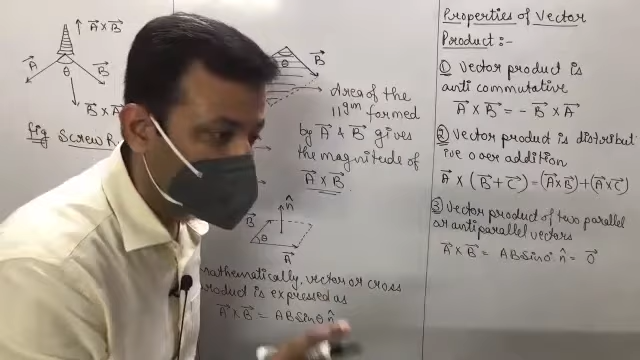 A⃗ × B⃗
A⃗
θ
B⃗
B⃗ × A⃗
fig Screw
B⃗
area of the
||gm formed
by A⃗ & B⃗ gives
the magnitude of
A⃗ × B⃗
n̂
B⃗
θ
A⃗
mathematically, vector or cross
product is expressed as
A⃗ × B⃗ = AB sinθ n̂
Properties of Vector
Product:-
① Vector product is
anti commutative
A⃗ × B⃗ = - B⃗ × A⃗
② Vector product is distribut
ive over addition
A⃗ × (B⃗ + C⃗) = (A⃗ × B⃗) + (A⃗ × C⃗)
③ Vector product of two parallel
or antiparallel vectors
A⃗ × B⃗ = AB sin0° n̂ = 0⃗